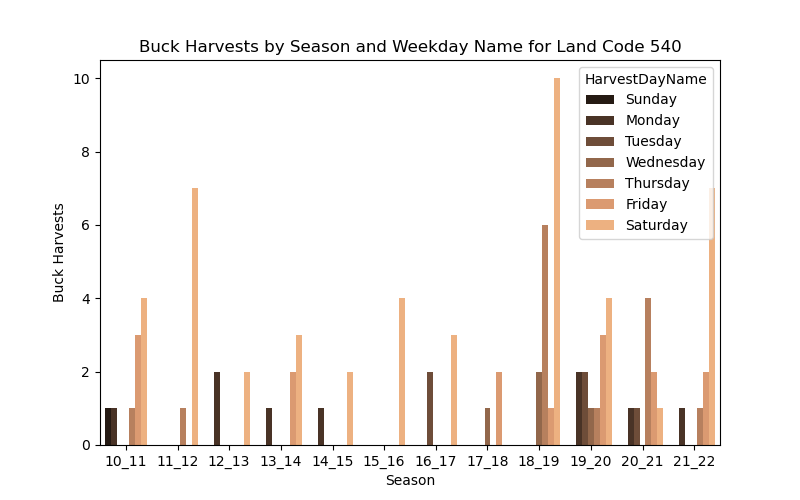 Buck Harvests by Season and Weekday Name for Land Code 540
HarvestDayName
Sunday
Monday
Tuesday
Wednesday
Thursday
Friday
Saturday
Buck Harvests
10
8
6
4
2
0
10_11 11_12 12_13 13_14 14_15 15_16 16_17 17_18 18_19 19_20 20_21 21_22
Season